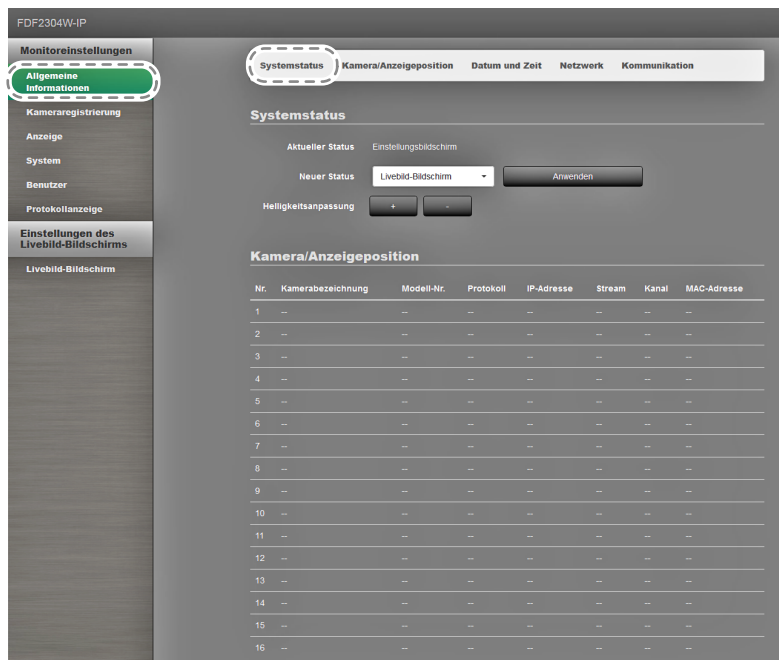 FDF2304W-IP
Monitoreinstellungen
Allgemeine
Informationen
Kameraregistrierung
Anzeige
System
Benutzer
Protokollanzeige
Einstellungen des
Livebild-Bildschirms
Livebild-Bildschirm
Systemstatus Kamera/Anzeigeposition Datum und Zeit Netzwerk Kommunikation
Systemstatus
Aktueller Status Einstellungsbildschirm
Neuer Status Livebild-Bildschirm Anwenden
Helligkeitsanpassung + -
Kamera/Anzeigeposition
Nr. Kamerabezeichnung Modell-Nr. Protokoll IP-Adresse Stream Kanal MAC-Adresse
1 -- -- -- -- -- -- --
2 -- -- -- -- -- -- --
3 -- -- -- -- -- -- --
4 -- -- -- -- -- -- --
5 -- -- -- -- -- -- --
6 -- -- -- -- -- -- --
7 -- -- -- -- -- -- --
8 -- -- -- -- -- -- --
9 -- -- -- -- -- -- --
10 -- -- -- -- -- -- --
11 -- -- -- -- -- -- --
12 -- -- -- -- -- -- --
13 -- -- -- -- -- -- --
14 -- -- -- -- -- -- --
15 -- -- -- -- -- -- --
16 -- -- -- -- -- -- --